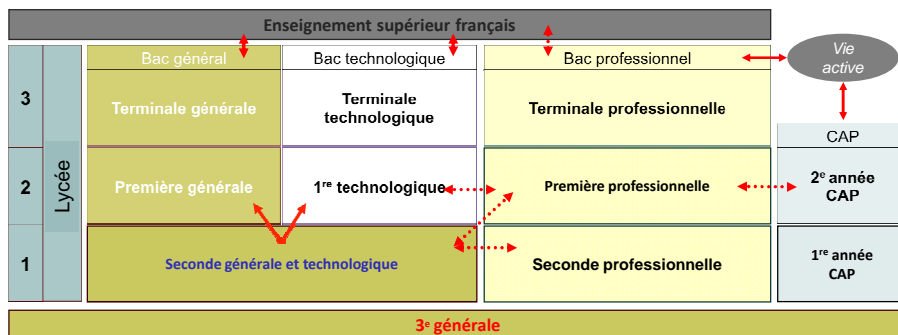 Enseignement supérieur français
Bac général
Bac technologique
Bac professionnel
Vie
active
3
Terminale générale
Terminale
technologique
Terminale professionnelle
CAP
Lycée
2
Première générale
1re technologique
Première professionnelle
2e année
CAP
1
Seconde générale et technologique
Seconde professionnelle
1re année
CAP
3e générale